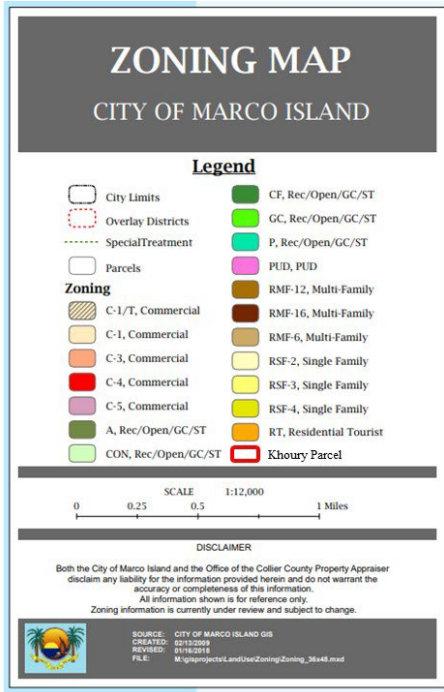 ZONING MAP
CITY OF MARCO ISLAND
Legend
City Limits
Overlay Districts
SpecialTreatment
Parcels
Zoning
C-1/T, Commercial
C-1, Commercial
C-3, Commercial
C-4, Commercial
C-5, Commercial
A, Rec/Open/GC/ST
CON, Rec/Open/GC/ST
CF, Rec/Open/GC/ST
GC, Rec/Open/GC/ST
P, Rec/Open/GC/ST
PUD, PUD
RMF-12, Multi-Family
RMF-16, Multi-Family
RMF-6, Multi-Family
RSF-2, Single Family
RSF-3, Single Family
RSF-4, Single Family
RT, Residential Tourist
Khoury Parcel
SCALE 1:12,000
0 0.25 0.5 1 Miles
DISCLAIMER
Both the City of Marco Island and the Office of the Collier County Property Appraiser
disclaim any liability for the information provided herein and do not warrant the
accuracy or completeness of this information.
All information shown is for reference only.
Zoning information is currently under review and subject to change.
SOURCE: CITY OF MARCO ISLAND GIS
CREATED: 02/13/2009
REVISED: 01/16/2018
FILE: M:\gisprojects\LandUse\Zoning\Zoning_36x48.mxd